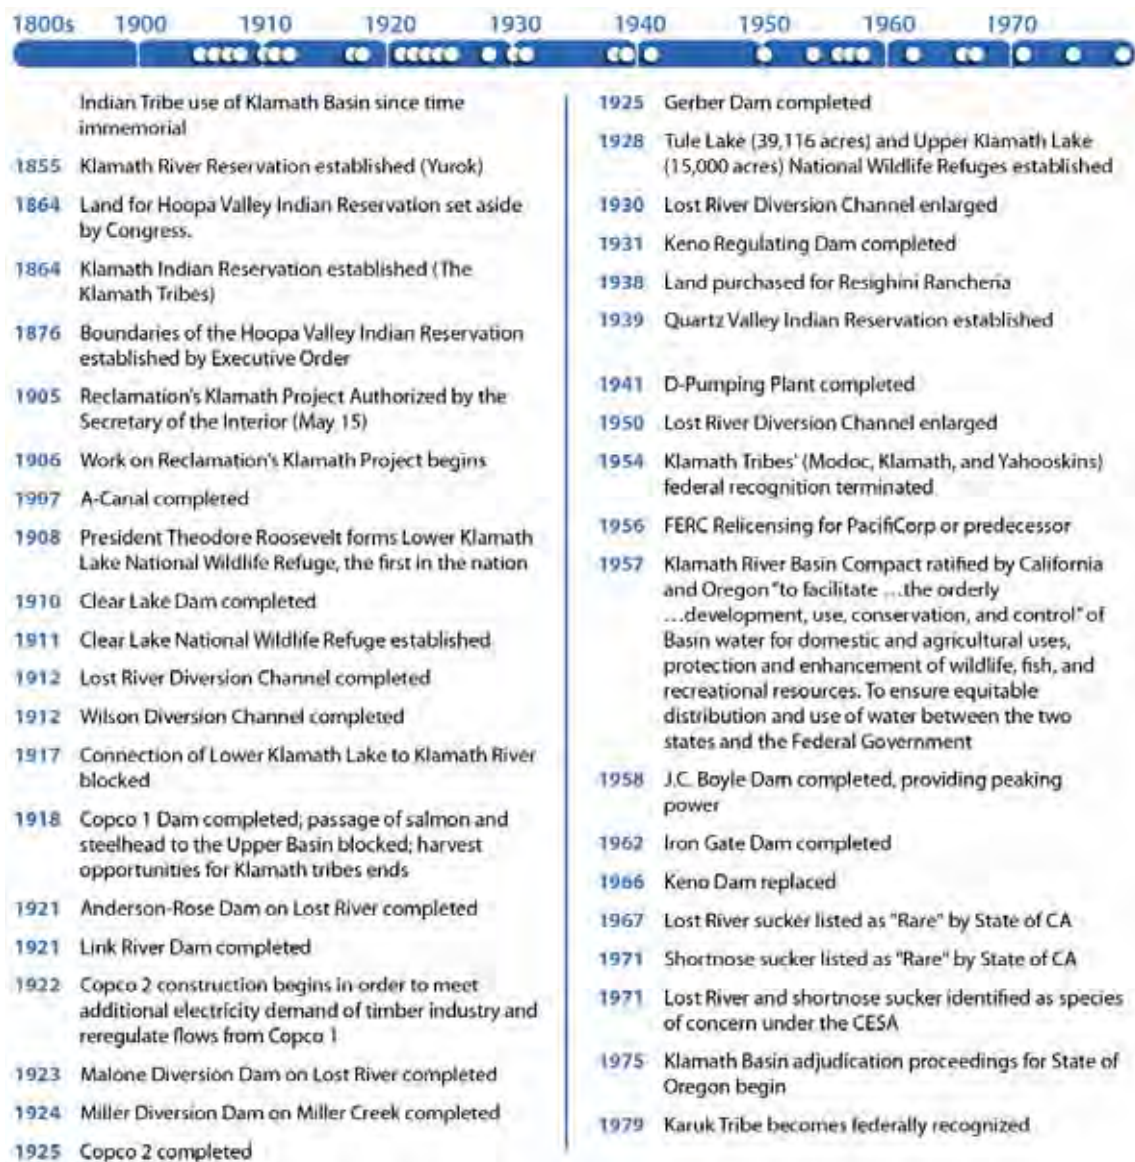 1800s 1900 1910 1920 1930 1940 1950 1960 1970
Indian Tribe use of Klamath Basin since time
immemorial
1855 Klamath River Reservation established (Yurok)
1864 Land for Hoopa Valley Indian Reservation set aside
by Congress.
1864 Klamath Indian Reservation established (The
Klamath Tribes)
1876 Boundaries of the Hoopa Valley Indian Reservation
established by Executive Order
1905 Reclamation's Klamath Project Authorized by the
Secretary of the Interior (May 15)
1906 Work on Reclamation's Klamath Project begins
1997 A-Canal completed
1908 President Theodore Roosevelt forms Lower Klamath
Lake National Wildlife Refuge, the first in the nation
1910 Clear Lake Dam completed
1911 Clear Lake National Wildlife Refuge established
1912 Lost River Diversion Channel completed
1912 Wilson Diversion Channel completed
1917 Connection of Lower Klamath Lake to Klamath River
blocked
1918 Copco 1 Dam completed; passage of salmon and
steelhead to the Upper Basin blocked; harvest
opportunities for Klamath tribes ends
1921 Anderson-Rose Dam on Lost River completed
1921 Link River Dam completed
1922 Copco 2 construction begins in order to meet
additional electricity demand of timber industry and
reregulate flows from Copco 1
1923 Malone Diversion Dam on Lost River completed
1924 Miller Diversion Dam on Miller Creek completed
1925 Copco 2 completed
1925 Gerber Dam completed
1928 Tule Lake (39,116 acres) and Upper Klamath Lake
(15,000 acres) National Wildlife Refuges established
1930 Lost River Diversion Channel enlarged
1931 Keno Regulating Dam completed
1938 Land purchased for Resighini Rancheria
1939 Quartz Valley Indian Reservation established
1941 D-Pumping Plant completed
1950 Lost River Diversion Channel enlarged
1954 Klamath Tribes' (Modoc, Klamath, and Yahooskins)
federal recognition terminated
1956 FERC Relicensing for PacifiCorp or predecessor
1957 Klamath River Basin Compact ratified by California
and Oregon "to facilitate …the orderly
…development, use, conservation, and control" of
Basin water for domestic and agricultural uses,
protection and enhancement of wildlife, fish, and
recreational resources. To ensure equitable
distribution and use of water between the two
states and the Federal Government
1958 J.C. Boyle Dam completed, providing peaking
power
1962 Iron Gate Dam completed
1966 Keno Dam replaced
1967 Lost River sucker listed as "Rare" by State of CA
1971 Shortnose sucker listed as "Rare" by State of CA
1971 Lost River and shortnose sucker identified as species
of concern under the CESA
1975 Klamath Basin adjudication proceedings for State of
Oregon begin
1979 Karuk Tribe becomes federally recognized